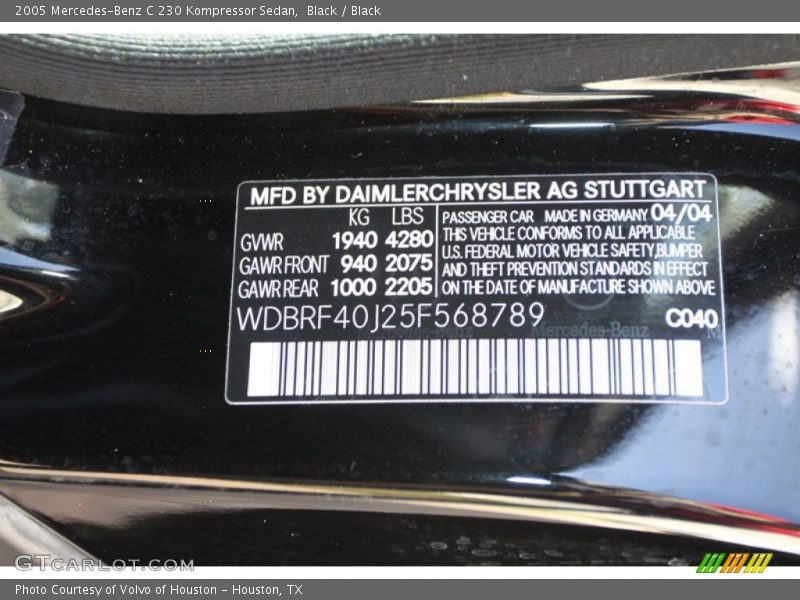 2005 Mercedes-Benz C 230 Kompressor Sedan, Black / Black
MFD BY DAIMLERCHRYSLER AG STUTTGART
KG LBS
GVWR 1940 4280
GAWR FRONT 940 2075
GAWR REAR 1000 2205
PASSENGER CAR MADE IN GERMANY 04/04
THIS VEHICLE CONFORMS TO ALL APPLICABLE
U.S. FEDERAL MOTOR VEHICLE SAFETY, BUMPER
AND THEFT PREVENTION STANDARDS IN EFFECT
ON THE DATE OF MANUFACTURE SHOWN ABOVE
WDBRF40J25F568789
Mercedes-Benz
C040
GTCARLOT.COM
Photo Courtesy of Volvo of Houston - Houston, TX